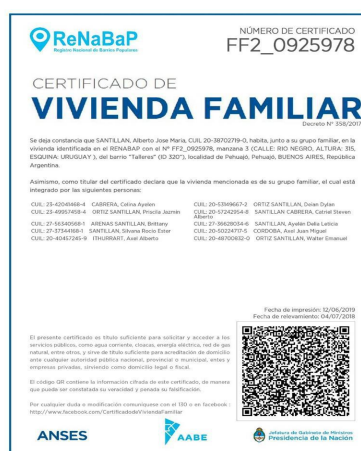 ReNaBaP
Registro Nacional de Barrios Populares
NÚMERO DE CERTIFICADO
FF2_0925978
CERTIFICADO DE
VIVIENDA FAMILIAR
Decreto N° 358/2017
Se deja constancia que SANTILLAN, Alberto Jose Maria, CUIL 20-38702719-0, habita, junto a su grupo familiar, en la
vivienda identificada en el RENABAP con el N° FF2_0925978, manzana 3 (CALLE: RIO NEGRO, ALTURA: 315,
ESQUINA: URUGUAY ), del barrio "Talleres" (ID 320"), localidad de Pehuajó, Pehuajó, BUENOS AIRES, República
Argentina.
Asimismo, como titular del certificado declara que la vivienda mencionada es de su grupo familiar, el cual está
integrado por las siguientes personas:
CUIL: 23-42041468-4 CABRERA, Celina Ayelen
CUIL: 23-49957458-4 ORTIZ SANTILLAN, Priscila Jazmin
CUIL: 27-56340568-1 ARENAS SANTILLAN, Brittany
CUIL: 27-37344168-1 SANTILLAN, Silvana Rocio Ester
CUIL: 20-40457245-9 ITHURRART, Axel Alberto
CUIL: 20-53149667-2 ORTIZ SANTILLAN, Dylan
CUIL: 20-57242954-8 SANTILLAN CABRERA, Catriel Steven
Alberto
CUIL: 27-36628034-6 SANTILLAN, Ayelén Delia Leticia
CUIL: 20-50224717-5 CORDOBA, Axel Juan Miguel
CUIL: 20-48700832-0 ORTIZ SANTILLAN, Walter Emanuel
Fecha de impresión: 12/06/2019
Fecha de relevamiento: 04/07/2018
El presente certificado es título suficiente para solicitar y acceder a los
servicios públicos, como agua corriente, cloacas, energía eléctrica, red de gas
natural, entre otros, y sirve de título suficiente para acreditación de domicilio
ante cualquier autoridad pública nacional, provincial o municipal, entes y
empresas privadas, sirviendo como domicilio legal o fiscal.
El código QR contiene la información cifrada de este certificado, de manera
que puede ser constatada su veracidad y penada su falsificación.
Por cualquier duda o modificación comuniquese con el 130 o en facebook :
http://www.facebook.com/CertificadodeViviendaFamiliar
ANSES
AABE
Jefatura de Gabinete de Ministros
Presidencia de la Nación